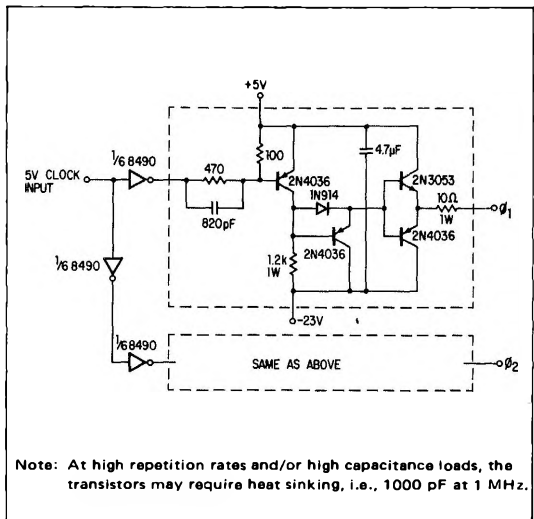 +5V
5V CLOCK
INPUT
1/6 8490
470
820pF
100
2N4036
1N914
4.7µF
2N3053
10Ω
1W
ø1
2N4036
2N4036
1.2k
1W
-23V
1/6 8490
1/6 8490
SAME AS ABOVE
ø2
Note: At high repetition rates and/or high capacitance loads, the
transistors may require heat sinking, i.e., 1000 pF at 1 MHz.